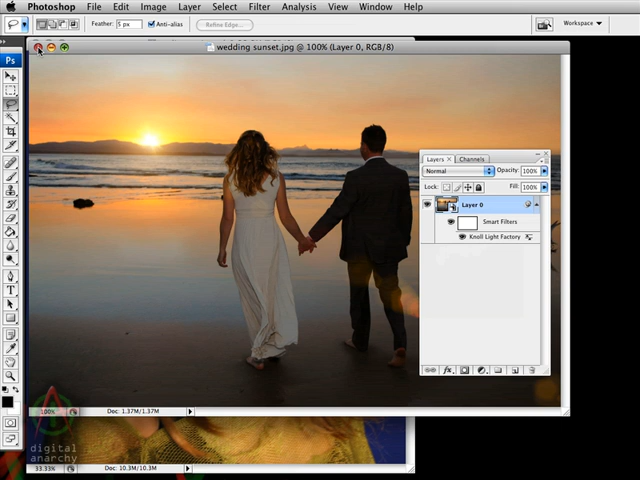 Photoshop File Edit Image Layer Select Filter Analysis View Window Help
Feather: 5 px Anti-alias Refine Edge... Workspace
Ps
wedding sunset.jpg @ 100% (Layer 0, RGB/8)
Layers × Channels
Normal Opacity: 100%
Lock: Fill: 100%
Layer 0
Smart Filters
Knoll Light Factory
fx
100% Doc: 1.37M/1.37M
digital
anarchy
33.33% Doc: 10.3M/10.3M